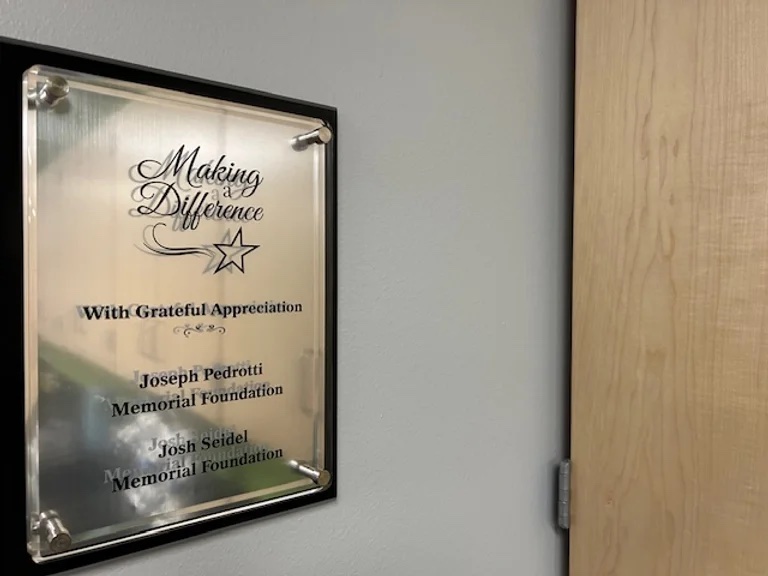 Making
a
Difference
With Grateful Appreciation
Joseph Pedrotti
Memorial Foundation
Josh Seidel
Memorial Foundation